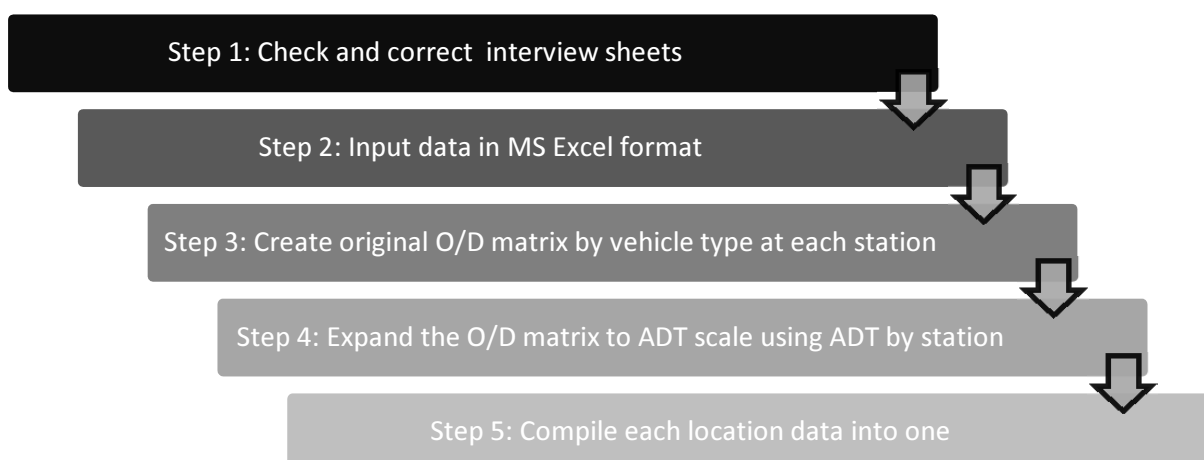 Step 1: Check and correct interview sheets
Step 2: Input data in MS Excel format
Step 3: Create original O/D matrix by vehicle type at each station
Step 4: Expand the O/D matrix to ADT scale using ADT by station
Step 5: Compile each location data into one